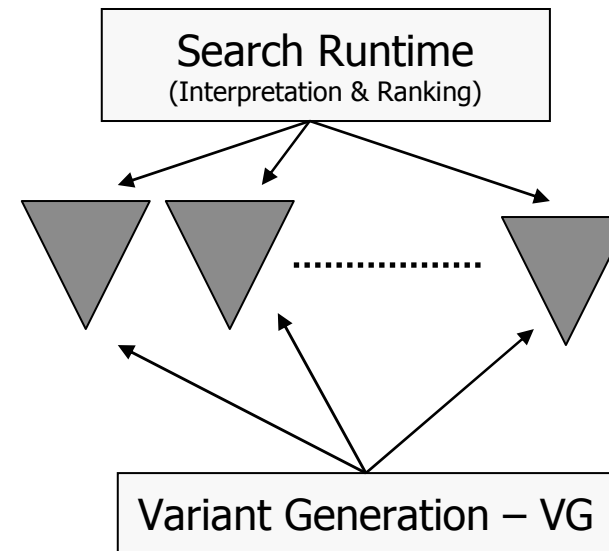 Search Runtime
(Interpretation & Ranking)
Variant Generation – VG